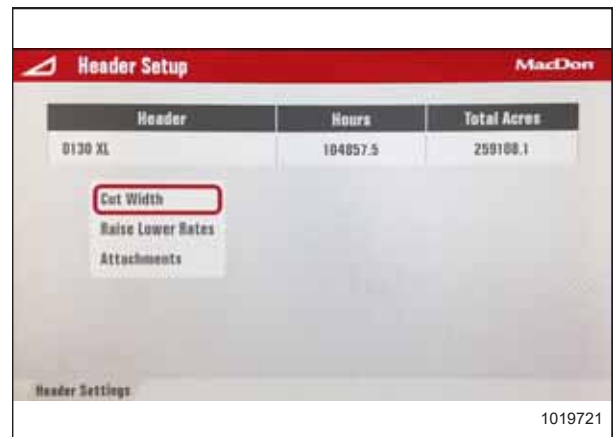 Header Setup MacDon
Header Hours Total Acres
D130 XL 104857.5 259108.1
Cut Width
Raise Lower Rates
Attachments
Header Settings
1019721